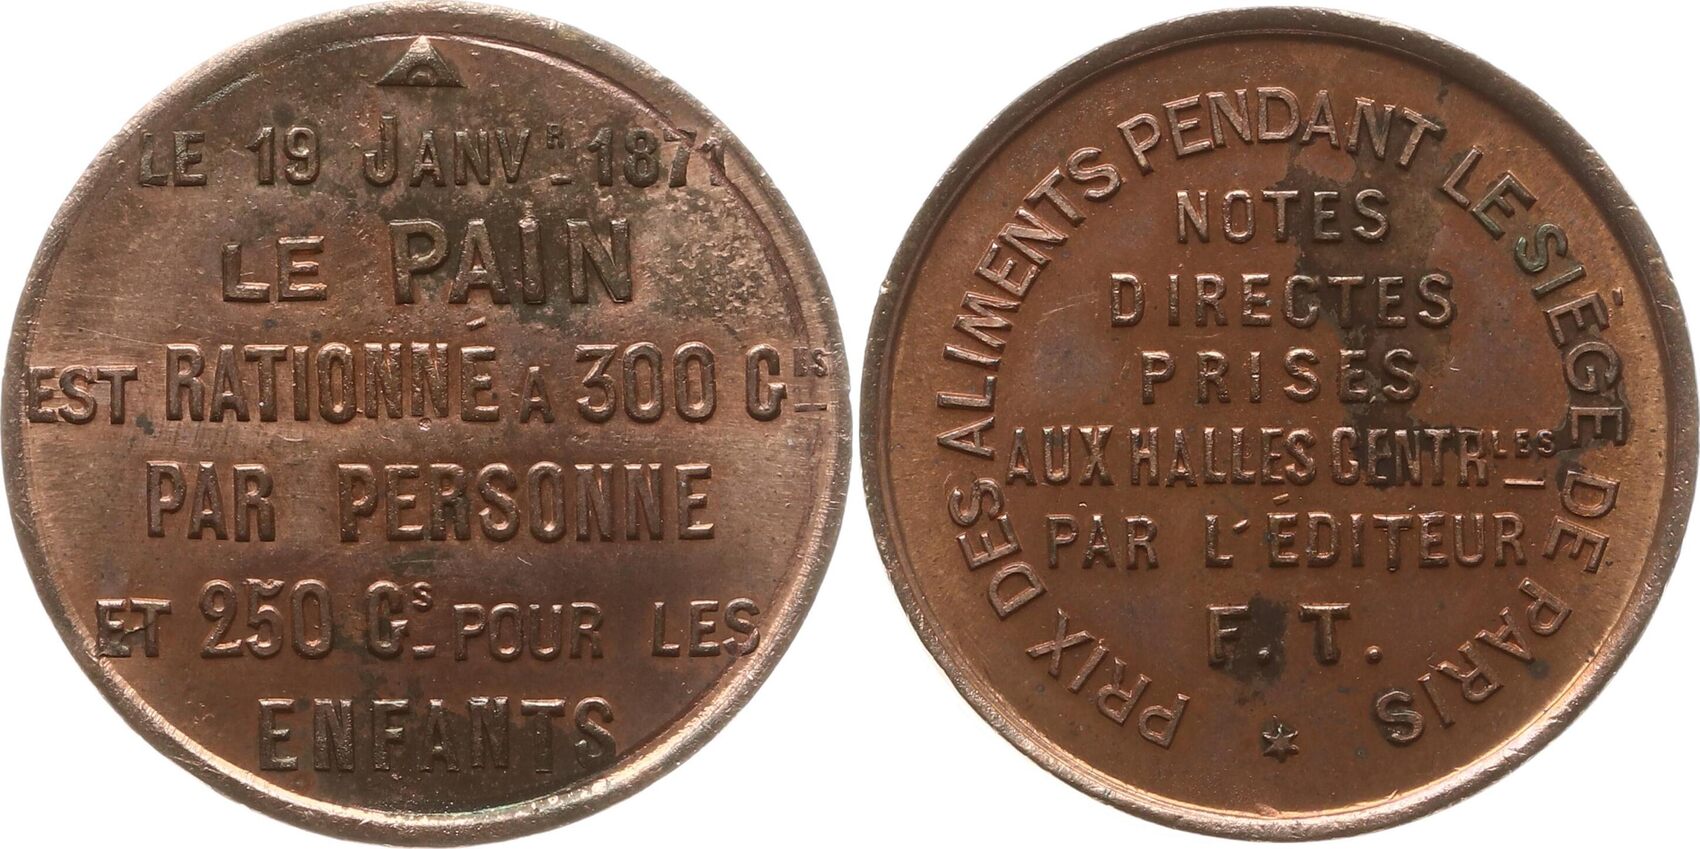 LE 19 JANVR 1871
LE PAIN
EST RATIONNÉ A 300 GRS
PAR PERSONNE
ET 250 GS POUR LES
ENFANTS
PRIX DES ALIMENTS PENDANT LE SIÉGE DE PARIS
NOTES
DIRECTES
PRISES
AUX HALLES CENTRLES
PAR L'ÉDITEUR
F. T.